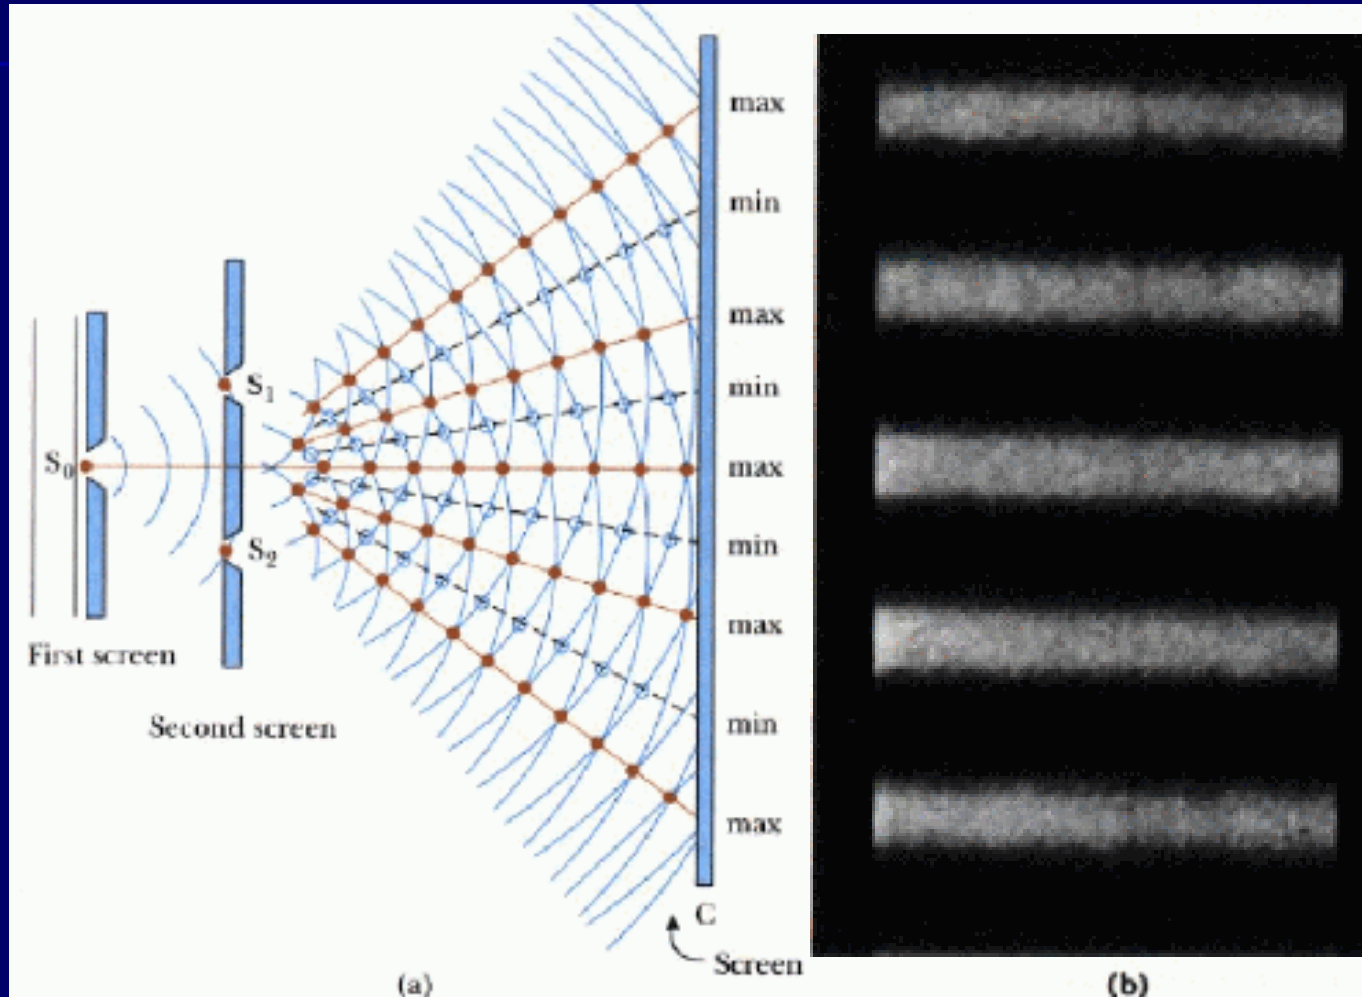 max
min
max
S₁
min
S₀
max
min
S₂
max
First screen
Second screen
min
max
C
Screen
(a)
(b)